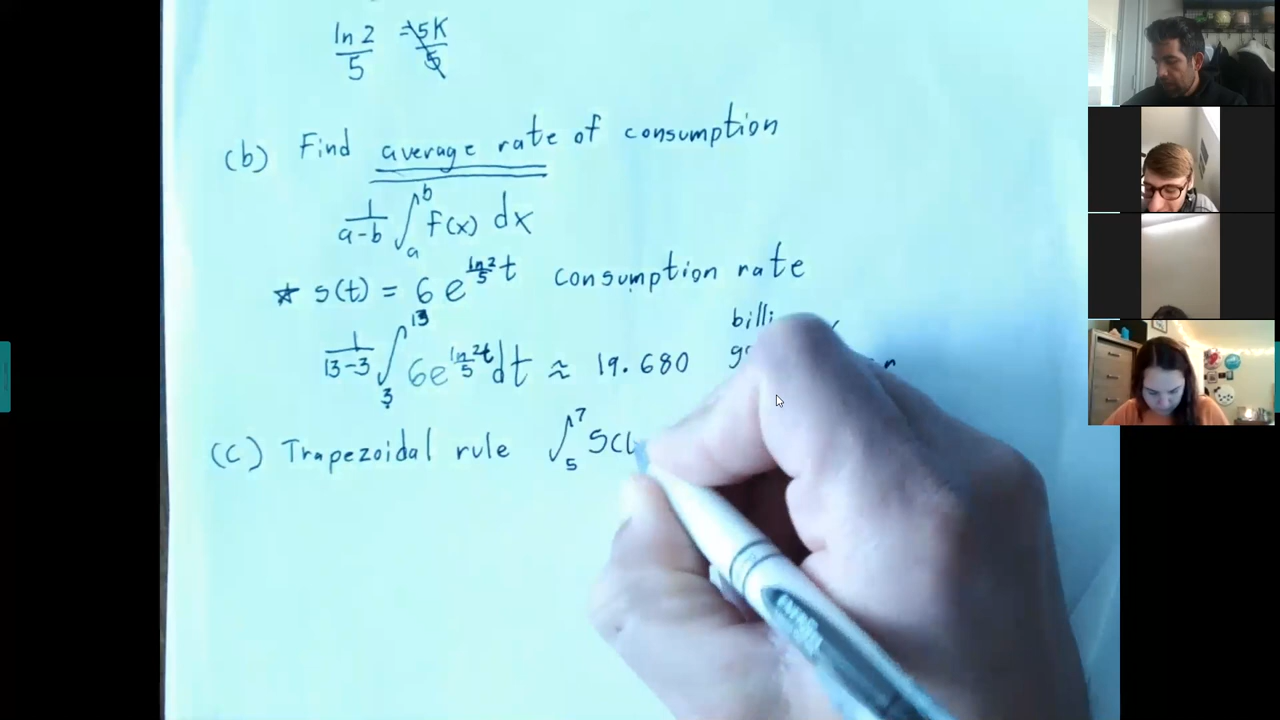 ln 2 / 5 = 5K / 5
(b) Find average rate of consumption
1/(a-b) ∫_a^b f(x) dx
* s(t) = 6 e^(ln2/5 t) consumption rate
1/(13-3) ∫_3^13 6e^(ln2/5 t) dt ≈ 19.680 billi
(c) Trapezoidal rule ∫_5^7 S(